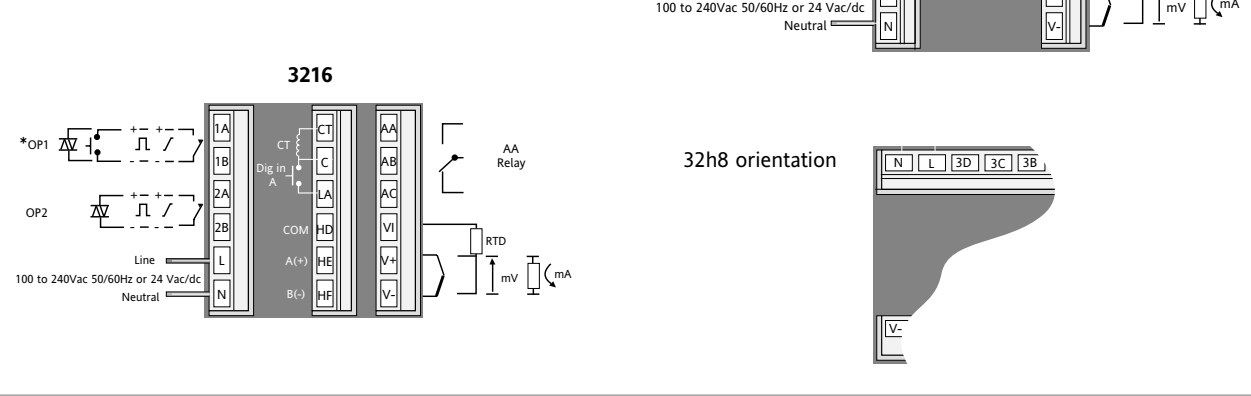 100 to 240Vac 50/60Hz or 24 Vac/dc
Neutral
N
V-
mV
mA
3216
*OP1
+ - +
- - -
1A
1B
CT
Dig in
A
CT
C
LA
AA
AB
AC
AA
Relay
OP2
+ - +
- - -
2A
2B
COM
HD
VI
RTD
Line
L
A(+)
HE
V+
100 to 240Vac 50/60Hz or 24 Vac/dc
Neutral
N
B(-)
HF
V-
mV
mA
32h8 orientation
N
L
3D
3C
3B
V-